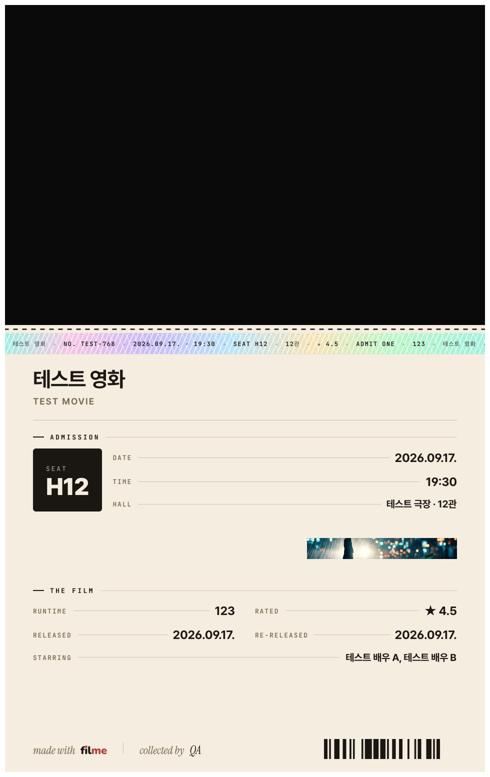 테스트 영화 NO. TEST-768 2026.09.17. · 19:30 SEAT H12 12관 ★ 4.5 ADMIT ONE 123 테스트 영화
테스트 영화
TEST MOVIE
ADMISSION
SEAT
H12
DATE 2026.09.17.
TIME 19:30
HALL 테스트 극장 · 12관
THE FILM
RUNTIME 123 RATED ★ 4.5
RELEASED 2026.09.17. RE-RELEASED 2026.09.17.
STARRING 테스트 배우 A, 테스트 배우 B
made with filme collected by QA